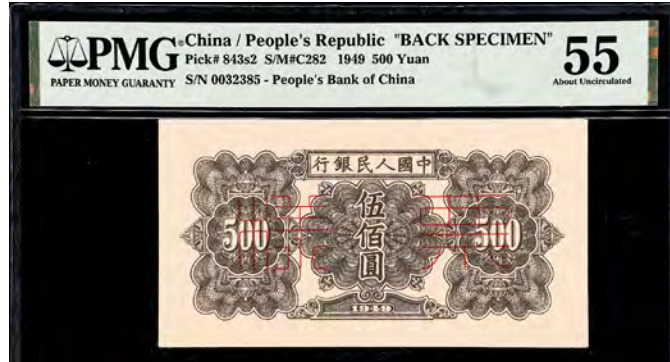 PMG
PAPER MONEY GUARANTY
China / People's Republic "BACK SPECIMEN"
Pick# 843s2 S/M#C282 1949 500 Yuan
S/N 0032385 - People's Bank of China
55
About Uncirculated
行銀民人國中
500 伍佰圓 500
1949